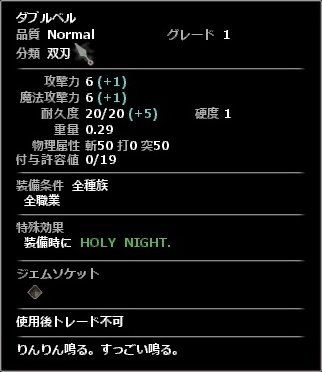 ダブルベル
品質 Normal グレード 1
分類 双刃
攻撃力 6 (+1)
魔法攻撃力 6 (+1)
耐久度 20/20 (+5) 硬度 1
重量 0.29
物理属性 斬50 打0 突50
付与許容値 0/19
装備条件 全種族
全職業
特殊効果
装備時に HOLY NIGHT.
ジェムソケット
使用後トレード不可
りんりん鳴る。すっごい鳴る。